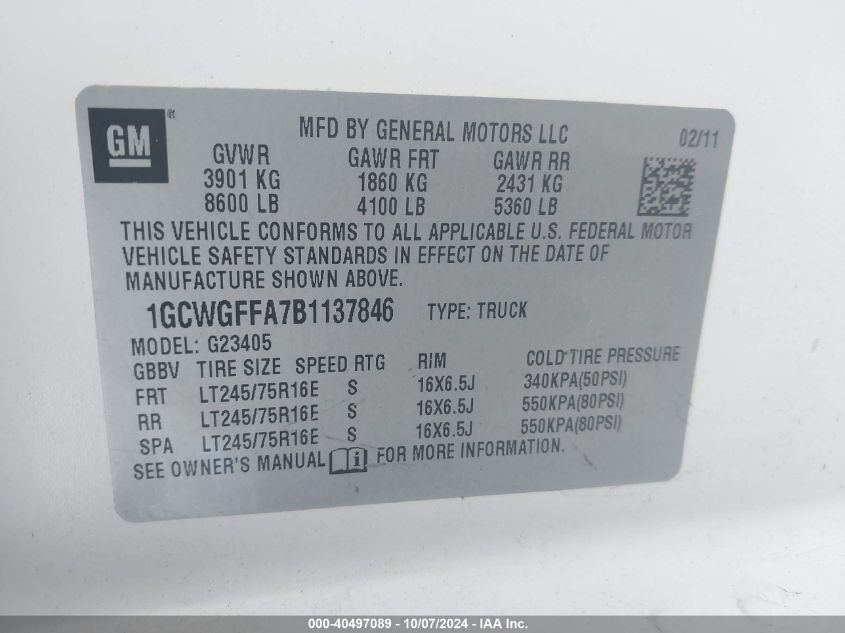 GM ®
MFD BY GENERAL MOTORS LLC 02/11
GVWR GAWR FRT GAWR RR
3901 KG 1860 KG 2431 KG
8600 LB 4100 LB 5360 LB
THIS VEHICLE CONFORMS TO ALL APPLICABLE U.S. FEDERAL MOTOR
VEHICLE SAFETY STANDARDS IN EFFECT ON THE DATE OF
MANUFACTURE SHOWN ABOVE.
1GCWGFFA7B1137846 TYPE: TRUCK
MODEL: G23405
GBBV TIRE SIZE SPEED RTG RIM COLD TIRE PRESSURE
FRT LT245/75R16E S 16X6.5J 340KPA(50PSI)
RR LT245/75R16E S 16X6.5J 550KPA(80PSI)
SPA LT245/75R16E S 16X6.5J 550KPA(80PSI)
SEE OWNER'S MANUAL i FOR MORE INFORMATION.
000-40497089 - 10/07/2024 - IAA Inc.